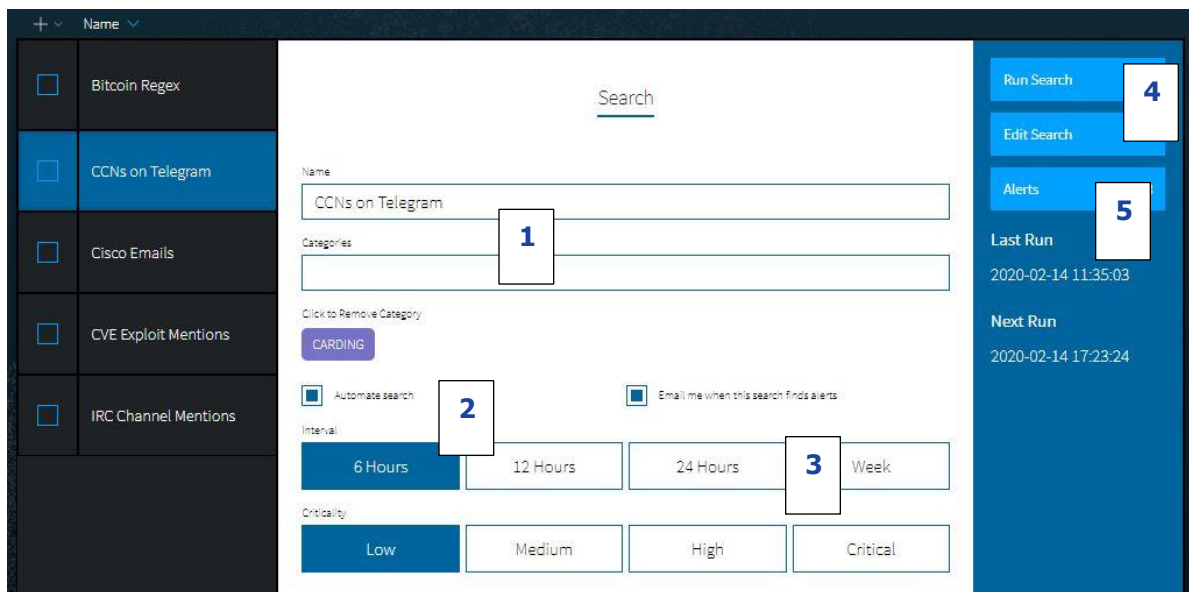 Name
Bitcoin Regex
CCNs on Telegram
Cisco Emails
CVE Exploit Mentions
IRC Channel Mentions
Search
Name
CCNs on Telegram
1
Categories
Click to Remove Category
CARDING
Automate search
2
Email me when this search finds alerts
Interval
6 Hours
12 Hours
24 Hours
3
Week
Criticality
Low
Medium
High
Critical
Run Search
4
Edit Search
Alerts
5
Last Run
2020-02-14 11:35:03
Next Run
2020-02-14 17:23:24